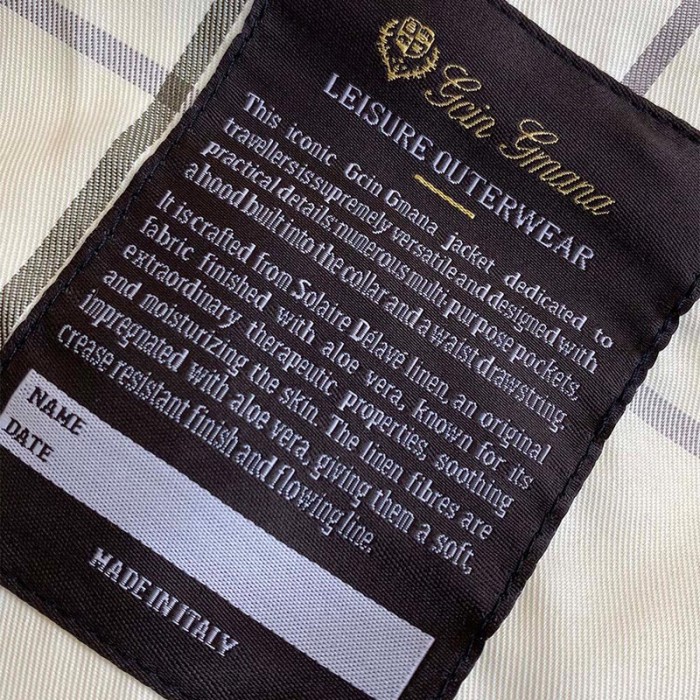 Gcin Gmana
LEISURE OUTERWEAR
This iconic Gcin Gmana jacket dedicated to
travellers is supremely versatile and designed with
practical details: numerous multi purpose pockets,
a hood built into the collar and a waist drawstring.
It is crafted from Solaire Delave linen, an original
fabric finished with aloe vera, known for its
extraordinary therapeutic properties, soothing
and moisturizing the skin. The linen fibres are
impregnated with aloe vera, giving them a soft,
crease resistant finish and flowing line.
NAME
DATE
MADE IN ITALY